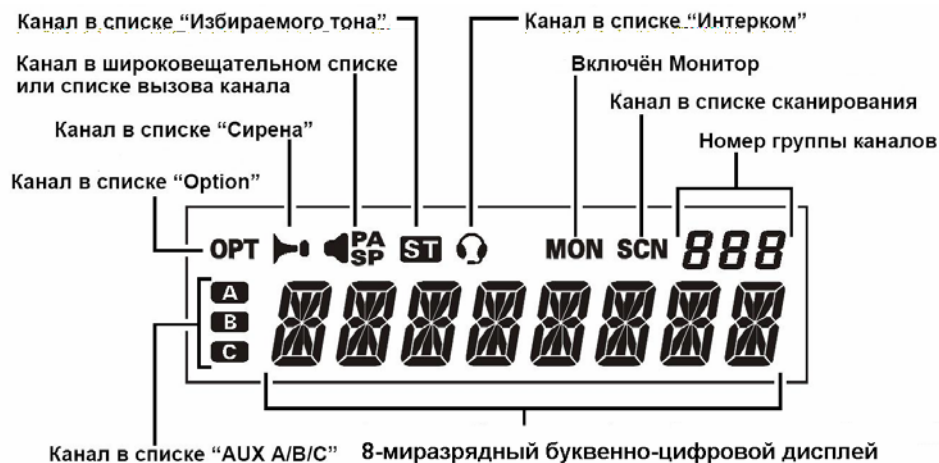 Канал в списке “Избираемого тона”
Канал в списке “Интерком”
Канал в широковещательном списке
или списке вызова канала
Включён Монитор
Канал в списке сканирования
Канал в списке “Сирена”
Номер группы каналов
Канал в списке “Option”
OPT PA SP ST MON SCN 888
A
B
C
Канал в списке “AUX A/B/C”
8-миразрядный буквенно-цифровой дисплей